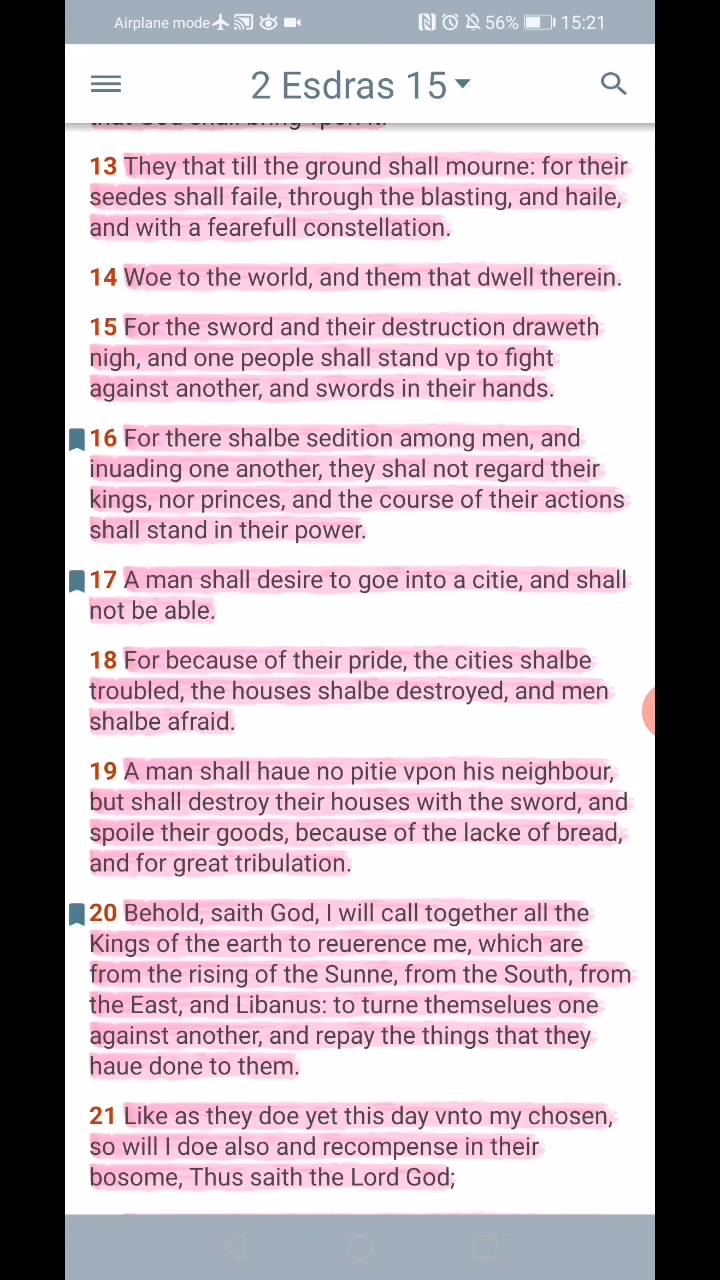 Airplane mode 56% 15:21
2 Esdras 15
that God shall bring vpon it.
13 They that till the ground shall mourne: for their
seedes shall faile, through the blasting, and haile,
and with a fearefull constellation.
14 Woe to the world, and them that dwell therein.
15 For the sword and their destruction draweth
nigh, and one people shall stand vp to fight
against another, and swords in their hands.
16 For there shalbe sedition among men, and
inuading one another, they shal not regard their
kings, nor princes, and the course of their actions
shall stand in their power.
17 A man shall desire to goe into a citie, and shall
not be able.
18 For because of their pride, the cities shalbe
troubled, the houses shalbe destroyed, and men
shalbe afraid.
19 A man shall haue no pitie vpon his neighbour,
but shall destroy their houses with the sword, and
spoile their goods, because of the lacke of bread,
and for great tribulation.
20 Behold, saith God, I will call together all the
Kings of the earth to reuerence me, which are
from the rising of the Sunne, from the South, from
the East, and Libanus: to turne themselues one
against another, and repay the things that they
haue done to them.
21 Like as they doe yet this day vnto my chosen,
so will I doe also and recompense in their
bosome, Thus saith the Lord God;